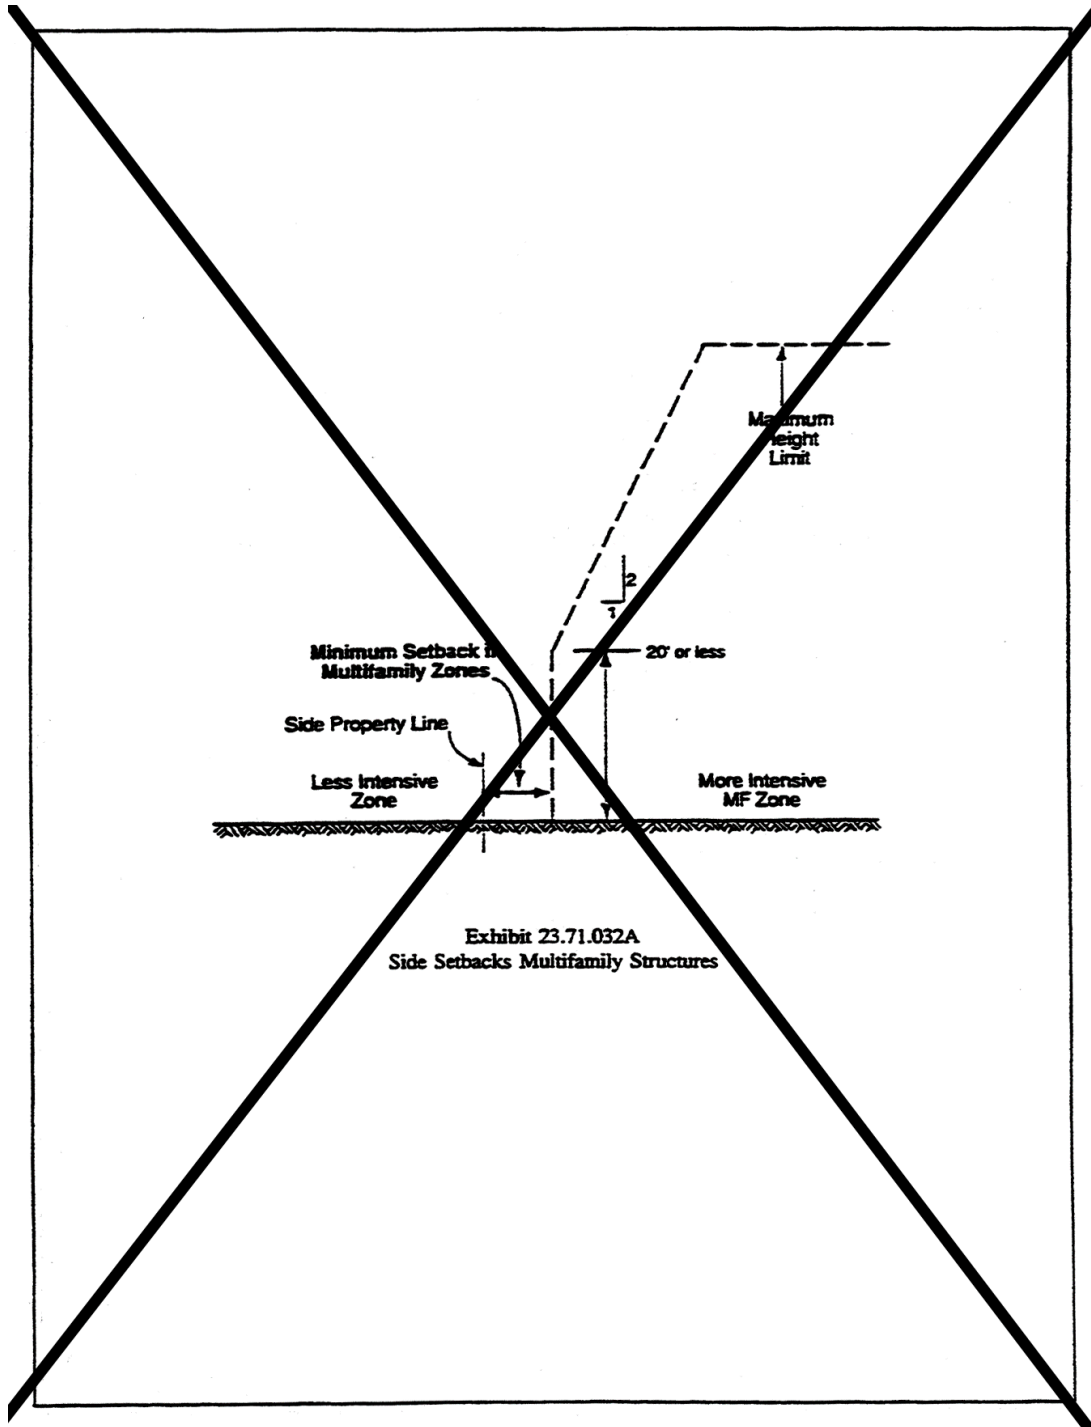 Maximum
Height
Limit
2
1
Minimum Setback in
Multifamily Zones
20' or less
Side Property Line
Less Intensive
Zone
More Intensive
MF Zone
Exhibit 23.71.032A
Side Setbacks Multifamily Structures